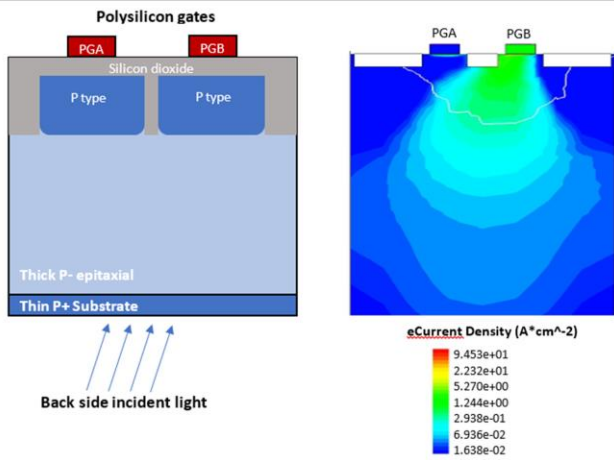 Polysilicon gates
PGA
PGB
Silicon dioxide
P type
P type
Thick P- epitaxial
Thin P+ Substrate
Back side incident light
PGA
PGB
eCurrent Density (A*cm^-2)
9.453e+01
2.232e+01
5.270e+00
1.244e+00
2.938e-01
6.936e-02
1.638e-02